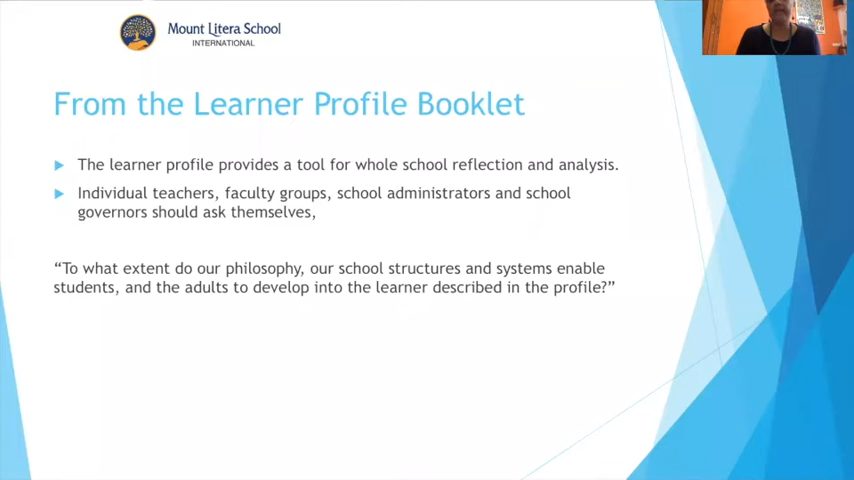 Mount Litera School
INTERNATIONAL
From the Learner Profile Booklet
The learner profile provides a tool for whole school reflection and analysis.
Individual teachers, faculty groups, school administrators and school
governors should ask themselves,
“To what extent do our philosophy, our school structures and systems enable
students, and the adults to develop into the learner described in the profile?”